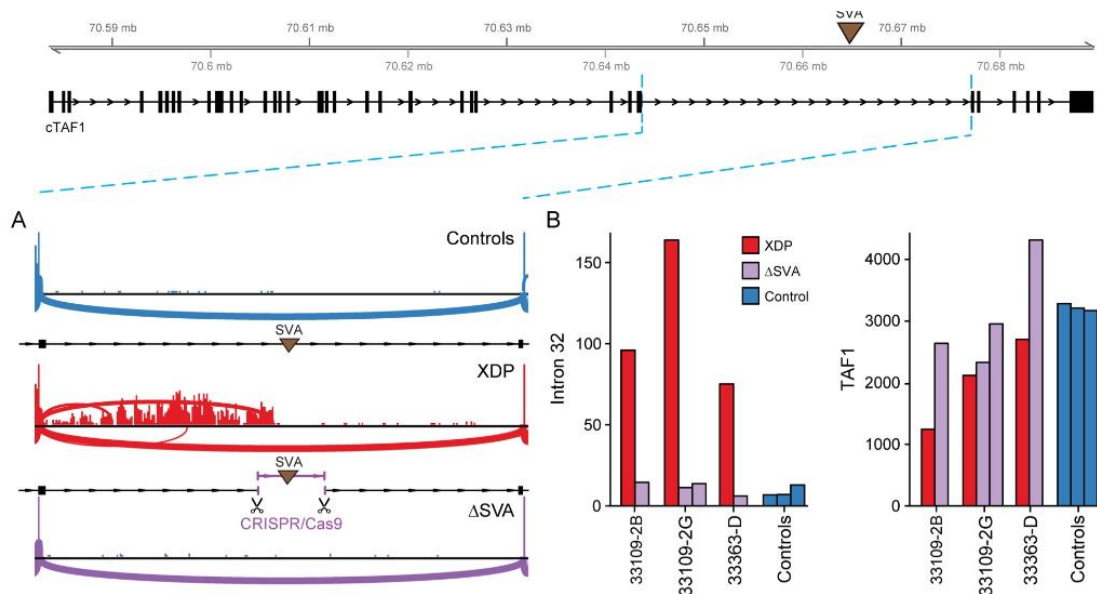 SVA
70.59 mb 70.61 mb 70.63 mb 70.65 mb 70.67 mb
70.6 mb 70.62 mb 70.64 mb 70.66 mb 70.68 mb
cTAF1
A
Controls
SVA
XDP
SVA
CRISPR/Cas9
ΔSVA
B
Intron 32
150
100
50
0
XDP
ΔSVA
Control
33109-2B
33109-2G
33363-D
Controls
TAF1
4000
3000
2000
1000
0
33109-2B
33109-2G
33363-D
Controls